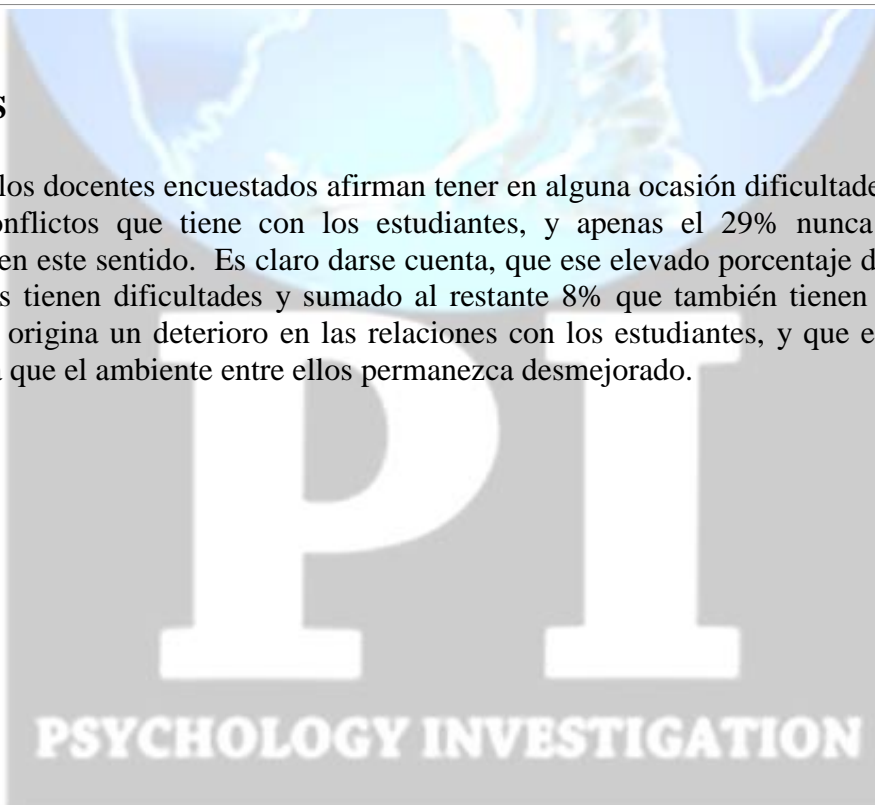 s
los docentes encuestados afirman tener en alguna ocasión dificultade
onflictos que tiene con los estudiantes, y apenas el 29% nunca
en este sentido. Es claro darse cuenta, que ese elevado porcentaje d
s tienen dificultades y sumado al restante 8% que también tienen
origina un deterioro en las relaciones con los estudiantes, y que e
a que el ambiente entre ellos permanezca desmejorado.
PI
PSYCHOLOGY INVESTIGATION